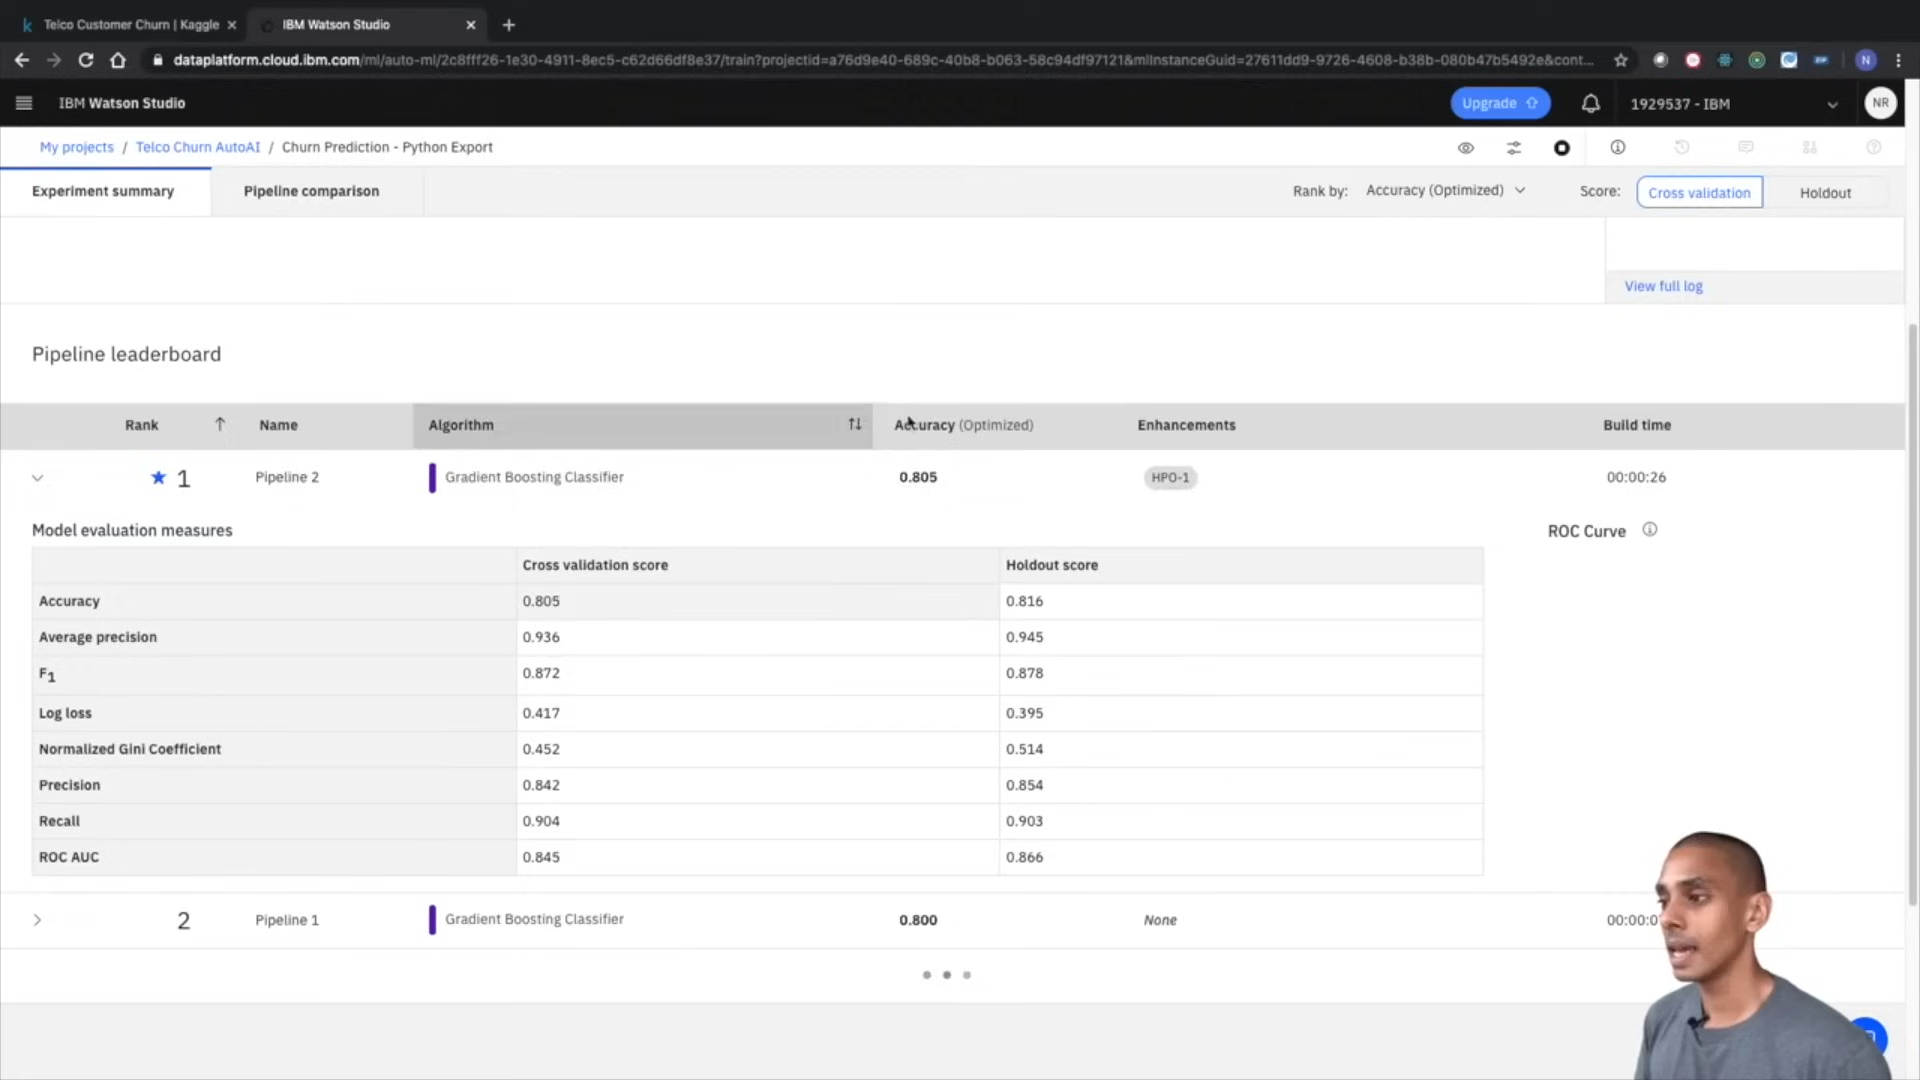 Telco Customer Churn | Kaggle
IBM Watson Studio
dataplatform.cloud.ibm.com/ml/auto-ml/2c8fff26-1e30-4911-8ec5-c62d66df8e37/train?projectid=a76d9e40-689c-40b8-b063-58c94df97121&mlInstanceGuid=27611dd9-9726-4608-b38b-080b47b5492e&cont...
N
IBM Watson Studio
Upgrade
1929537 - IBM
NR
My projects / Telco Churn AutoAI / Churn Prediction - Python Export
Experiment summary
Pipeline comparison
Rank by: Accuracy (Optimized)
Score: Cross validation Holdout
View full log
Pipeline leaderboard
Rank Name Algorithm Accuracy (Optimized) Enhancements Build time
1 Pipeline 2 Gradient Boosting Classifier 0.805 HPO-1 00:00:26
Model evaluation measures
ROC Curve
Cross validation score Holdout score
Accuracy 0.805 0.816
Average precision 0.936 0.945
F1 0.872 0.878
Log loss 0.417 0.395
Normalized Gini Coefficient 0.452 0.514
Precision 0.842 0.854
Recall 0.904 0.903
ROC AUC 0.845 0.866
2 Pipeline 1 Gradient Boosting Classifier 0.800 None